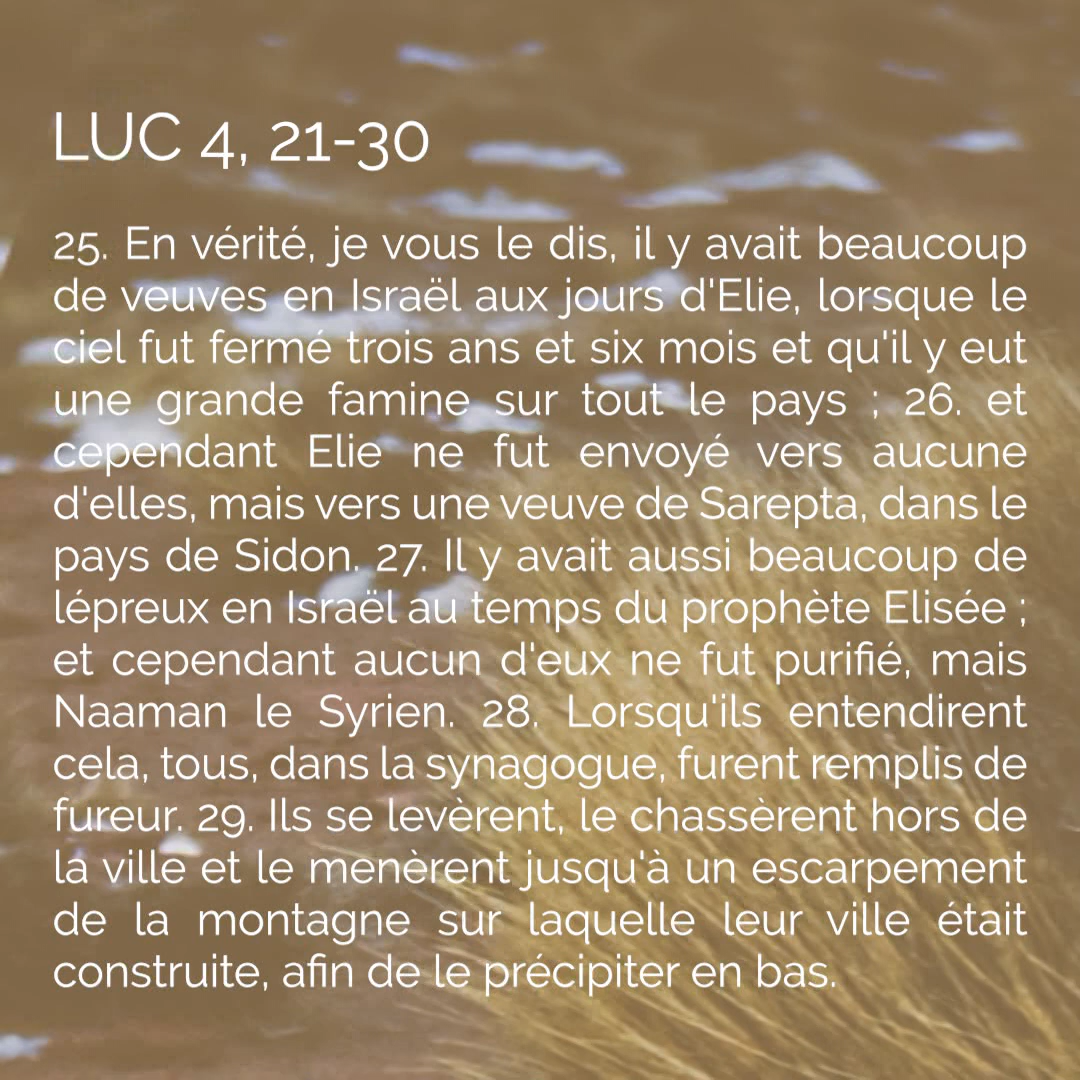 LUC 4, 21-30
25. En vérité, je vous le dis, il y avait beaucoup
de veuves en Israël aux jours d'Elie, lorsque le
ciel fut fermé trois ans et six mois et qu'il y eut
une grande famine sur tout le pays ; 26. et
cependant Elie ne fut envoyé vers aucune
d'elles, mais vers une veuve de Sarepta, dans le
pays de Sidon. 27. Il y avait aussi beaucoup de
lépreux en Israël au temps du prophète Elisée ;
et cependant aucun d'eux ne fut purifié, mais
Naaman le Syrien. 28. Lorsqu'ils entendirent
cela, tous, dans la synagogue, furent remplis de
fureur. 29. Ils se levèrent, le chassèrent hors de
la ville et le menèrent jusqu'à un escarpement
de la montagne sur laquelle leur ville était
construite, afin de le précipiter en bas.